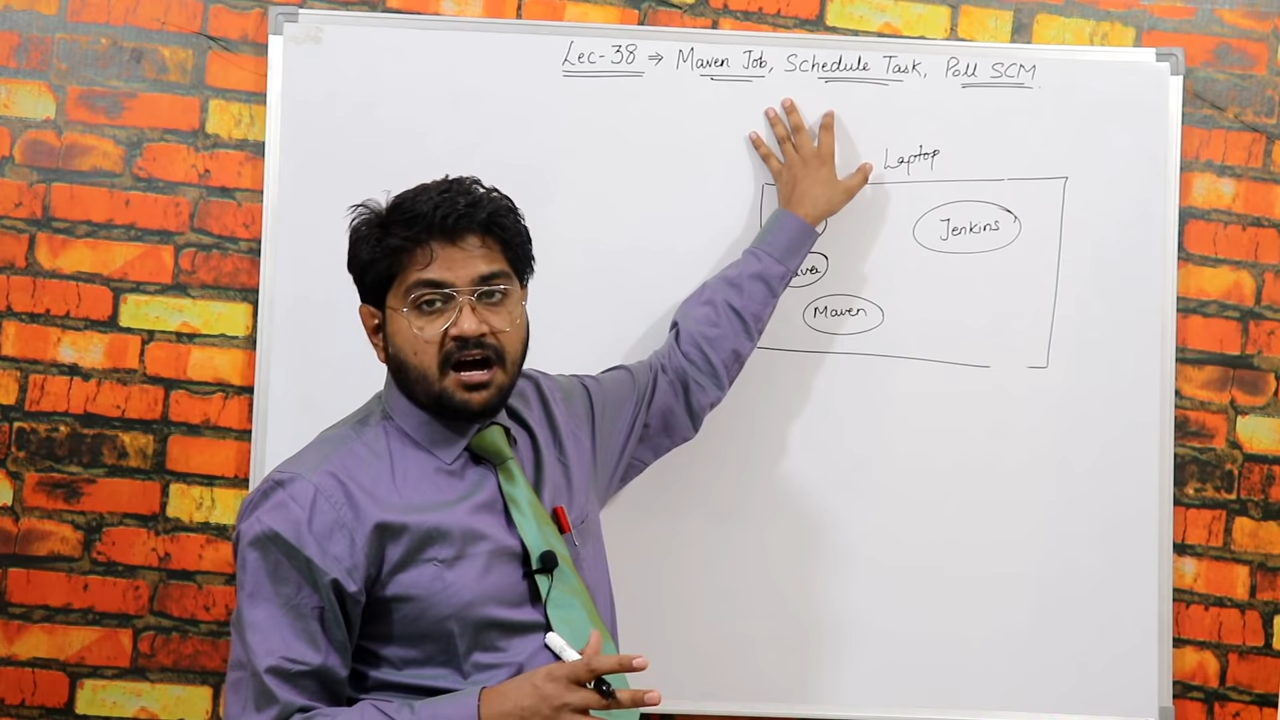 Lec-38 ⇒ Maven Job, Schedule Task, Poll SCM.
Laptop
Jenkins
Maven